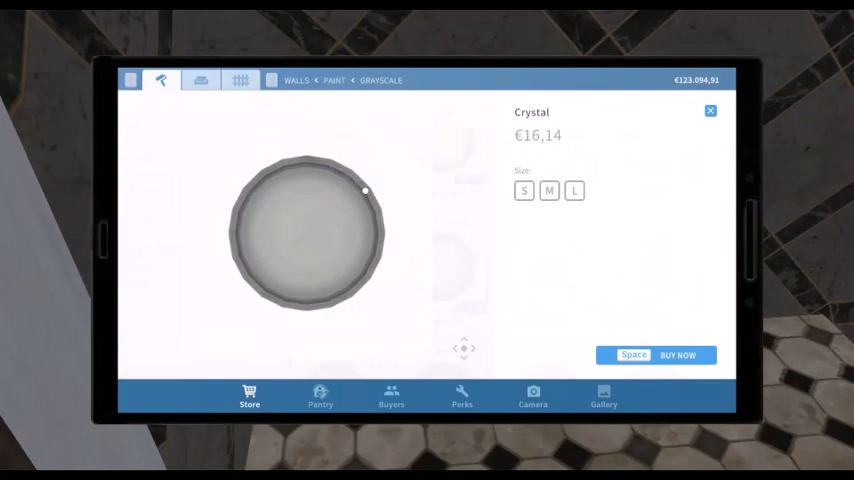 WALLS < PAINT < GRAYSCALE
€123.094,91
Crystal
€16,14
Size:
S M L
Space BUY NOW
Store Pantry Buyers Perks Camera Gallery